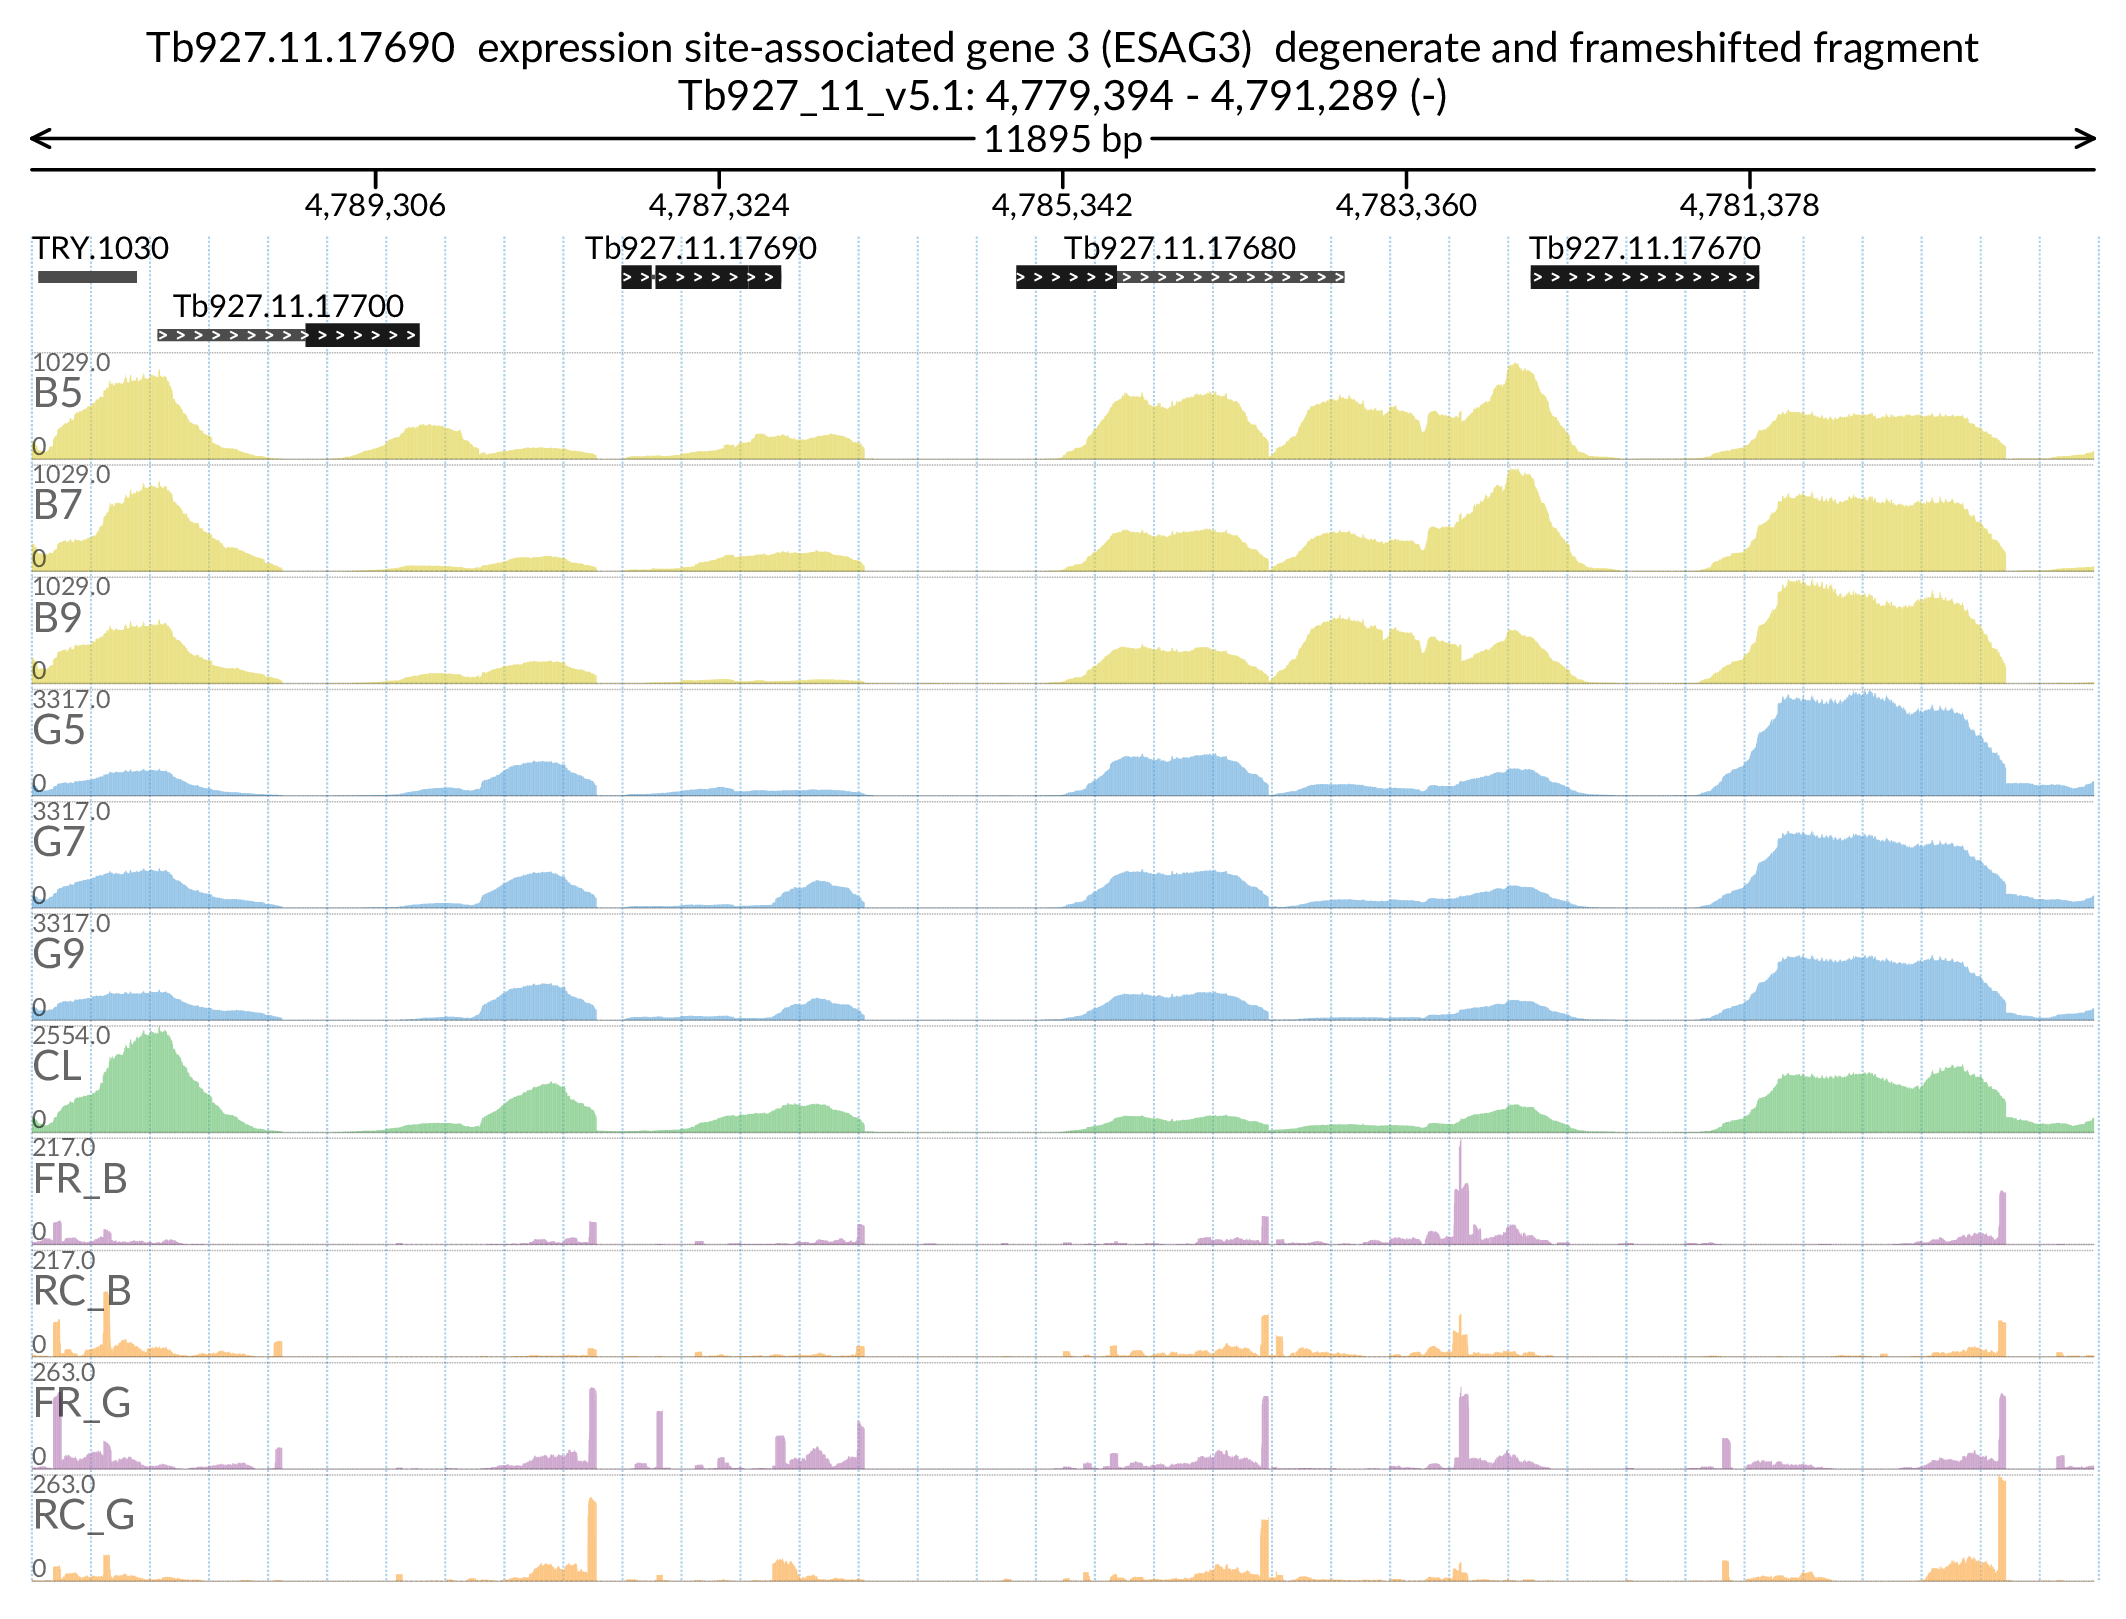 Tb927.11.17690 expression site-associated gene 3 (ESAG3) degenerate and frameshifted fragment
Tb927_11_v5.1: 4,779,394 - 4,791,289 (-)
11895 bp
4,789,306 4,787,324 4,785,342 4,783,360 4,781,378
TRY.1030 Tb927.11.17690 Tb927.11.17680 Tb927.11.17670
Tb927.11.17700
1029.0
B5
0
1029.0
B7
0
1029.0
B9
0
3317.0
G5
0
3317.0
G7
0
3317.0
G9
0
2554.0
CL
0
217.0
FR_B
0
217.0
RC_B
0
263.0
FR_G
0
263.0
RC_G
0